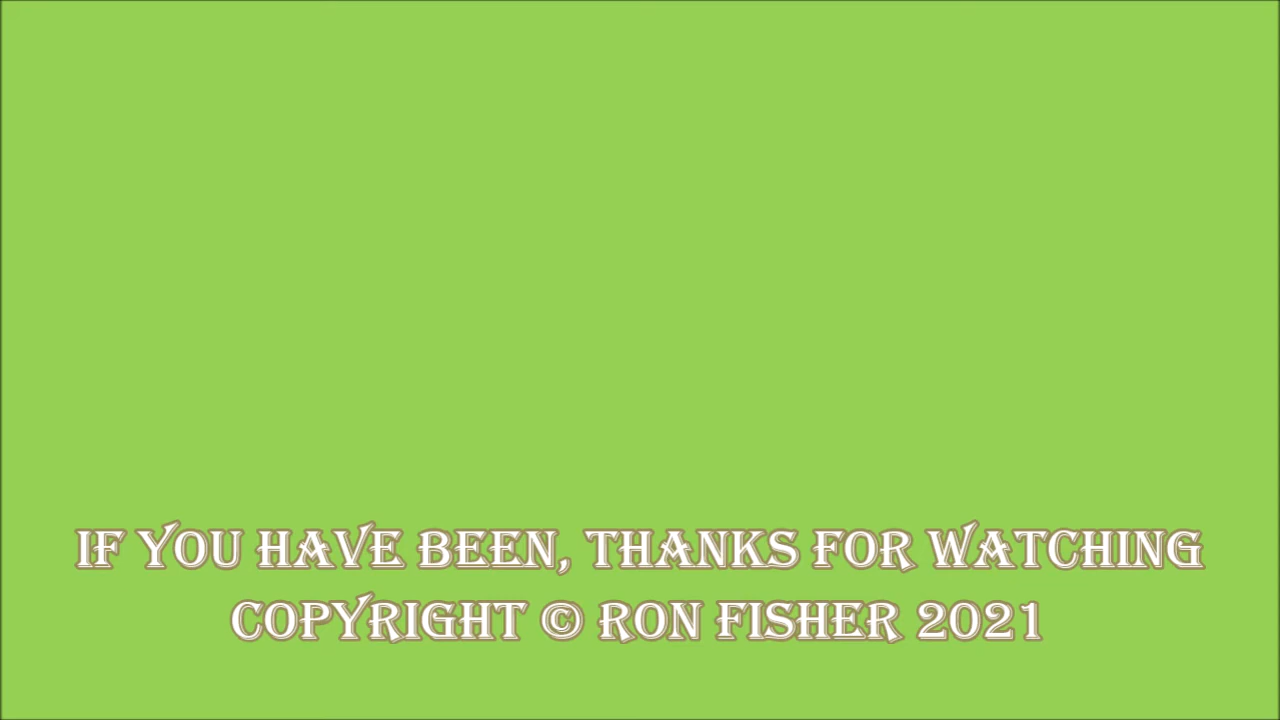 IF YOU HAVE BEEN, THANKS FOR WATCHING
COPYRIGHT © RON FISHER 2021